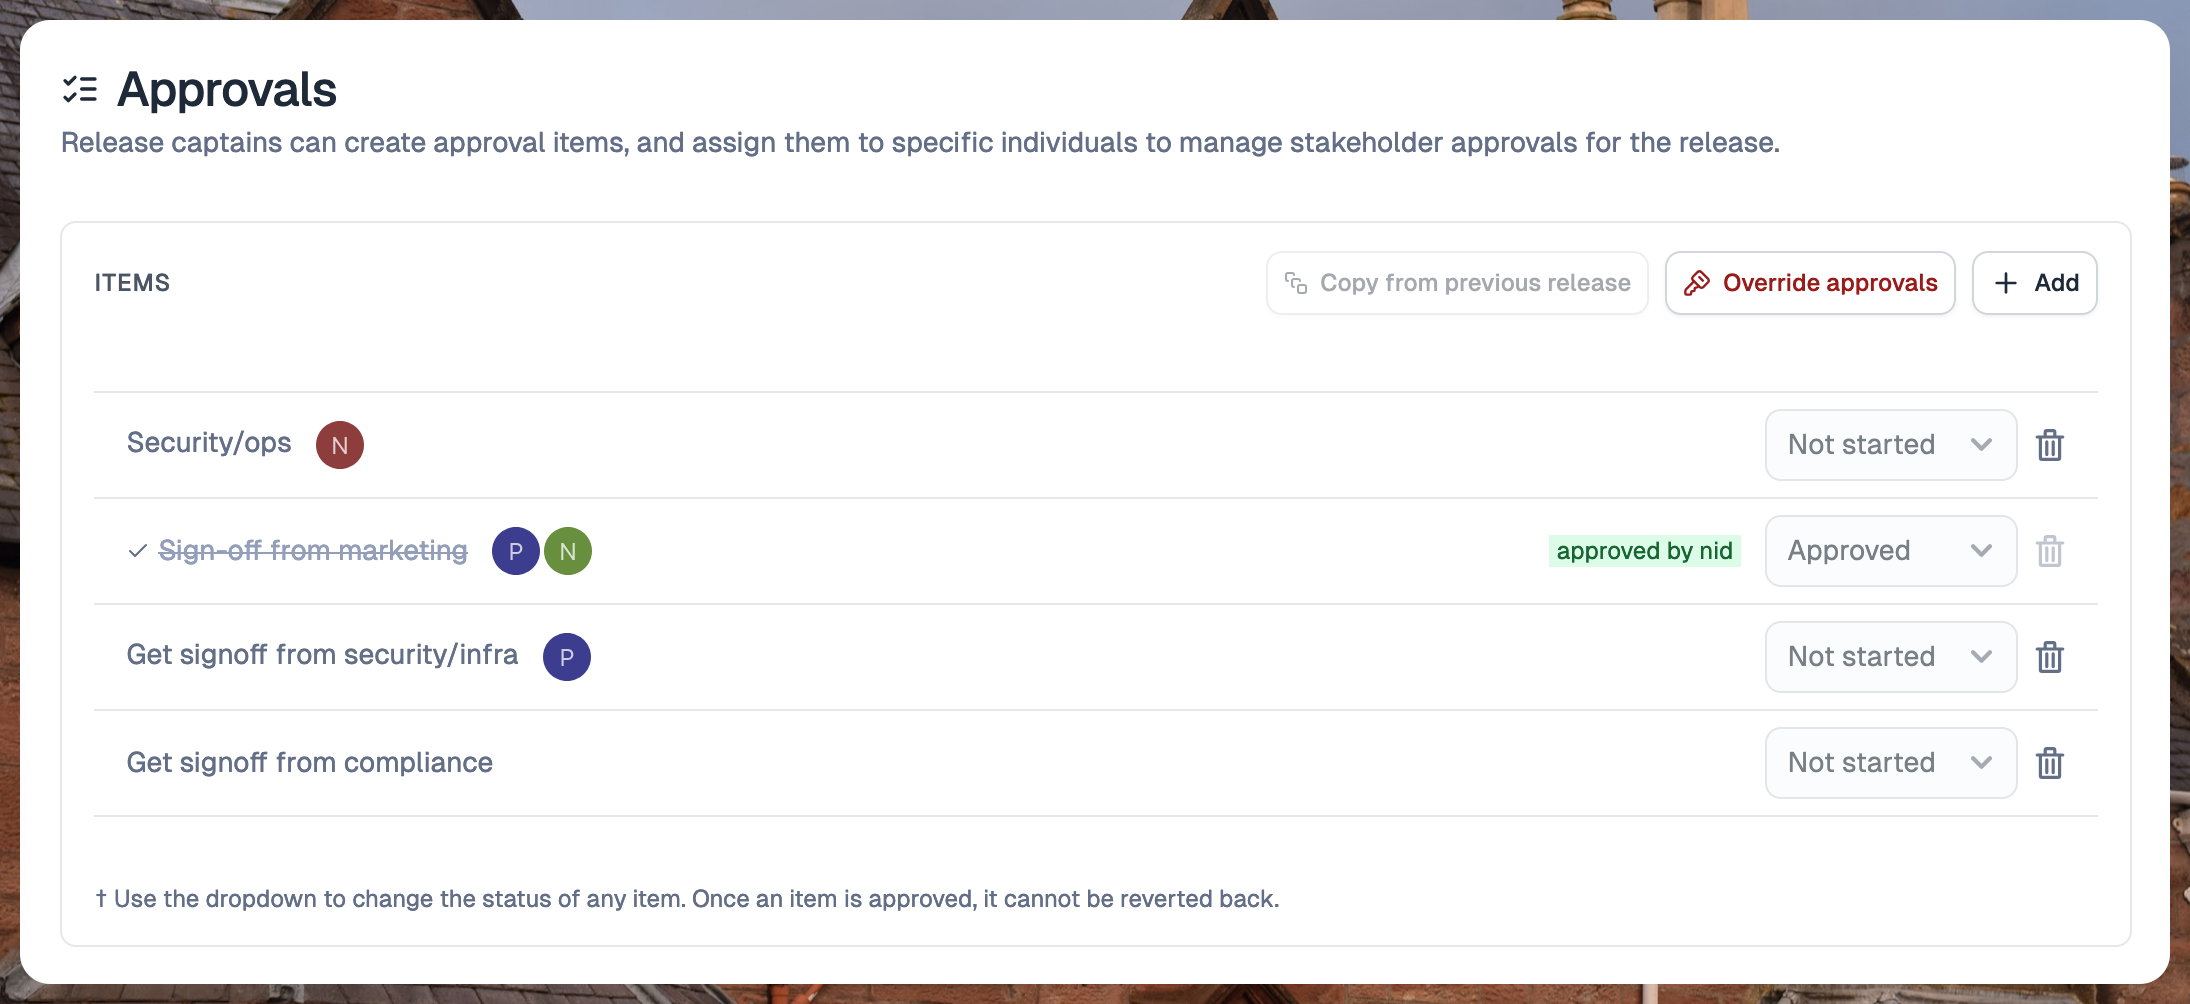 Approvals
Release captains can create approval items, and assign them to specific individuals to manage stakeholder approvals for the release.
ITEMS
Copy from previous release
Override approvals
Add
Security/ops
N
Not started
Sign-off from marketing
P
N
approved by nid
Approved
Get signoff from security/infra
P
Not started
Get signoff from compliance
Not started
† Use the dropdown to change the status of any item. Once an item is approved, it cannot be reverted back.